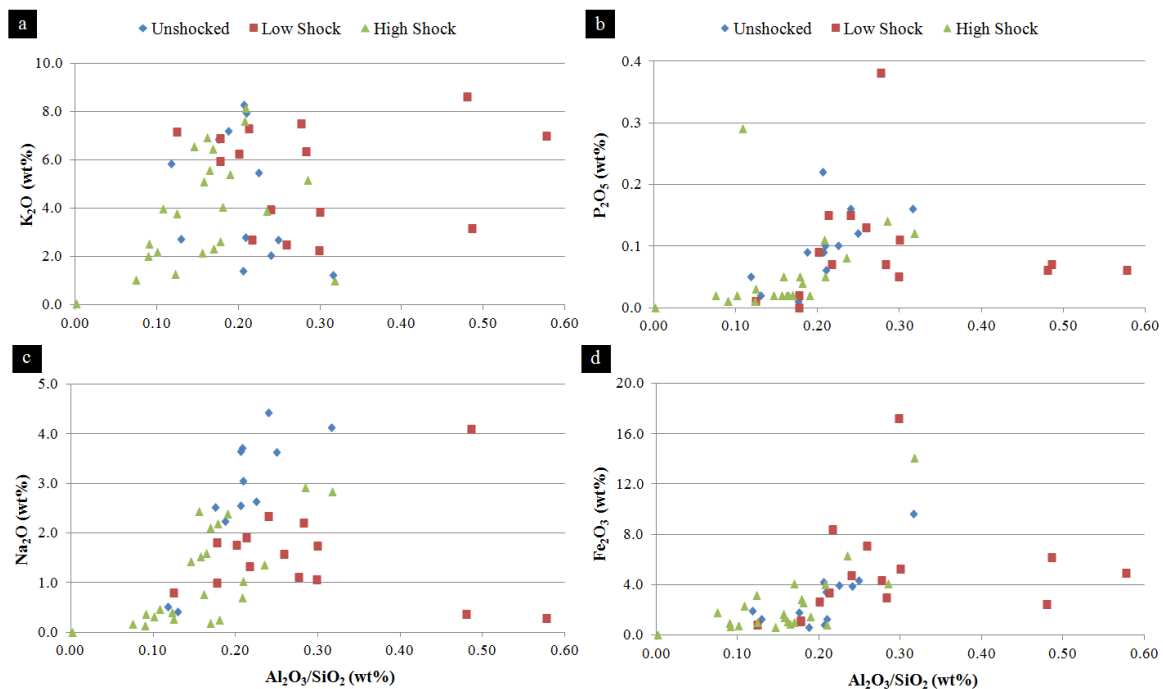 a
Unshocked Low Shock High Shock
10.0
8.0
6.0
4.0
2.0
0.0
K₂O (wt%)
0.00 0.10 0.20 0.30 0.40 0.50 0.60
b
Unshocked Low Shock High Shock
0.4
0.3
0.2
0.1
0.0
P₂O₅ (wt%)
0.00 0.10 0.20 0.30 0.40 0.50 0.60
c
5.0
4.0
3.0
2.0
1.0
0.0
Na₂O (wt%)
0.00 0.10 0.20 0.30 0.40 0.50 0.60
Al₂O₃/SiO₂ (wt%)
d
20.0
16.0
12.0
8.0
4.0
0.0
Fe₂O₃ (wt%)
0.00 0.10 0.20 0.30 0.40 0.50 0.60
Al₂O₃/SiO₂ (wt%)